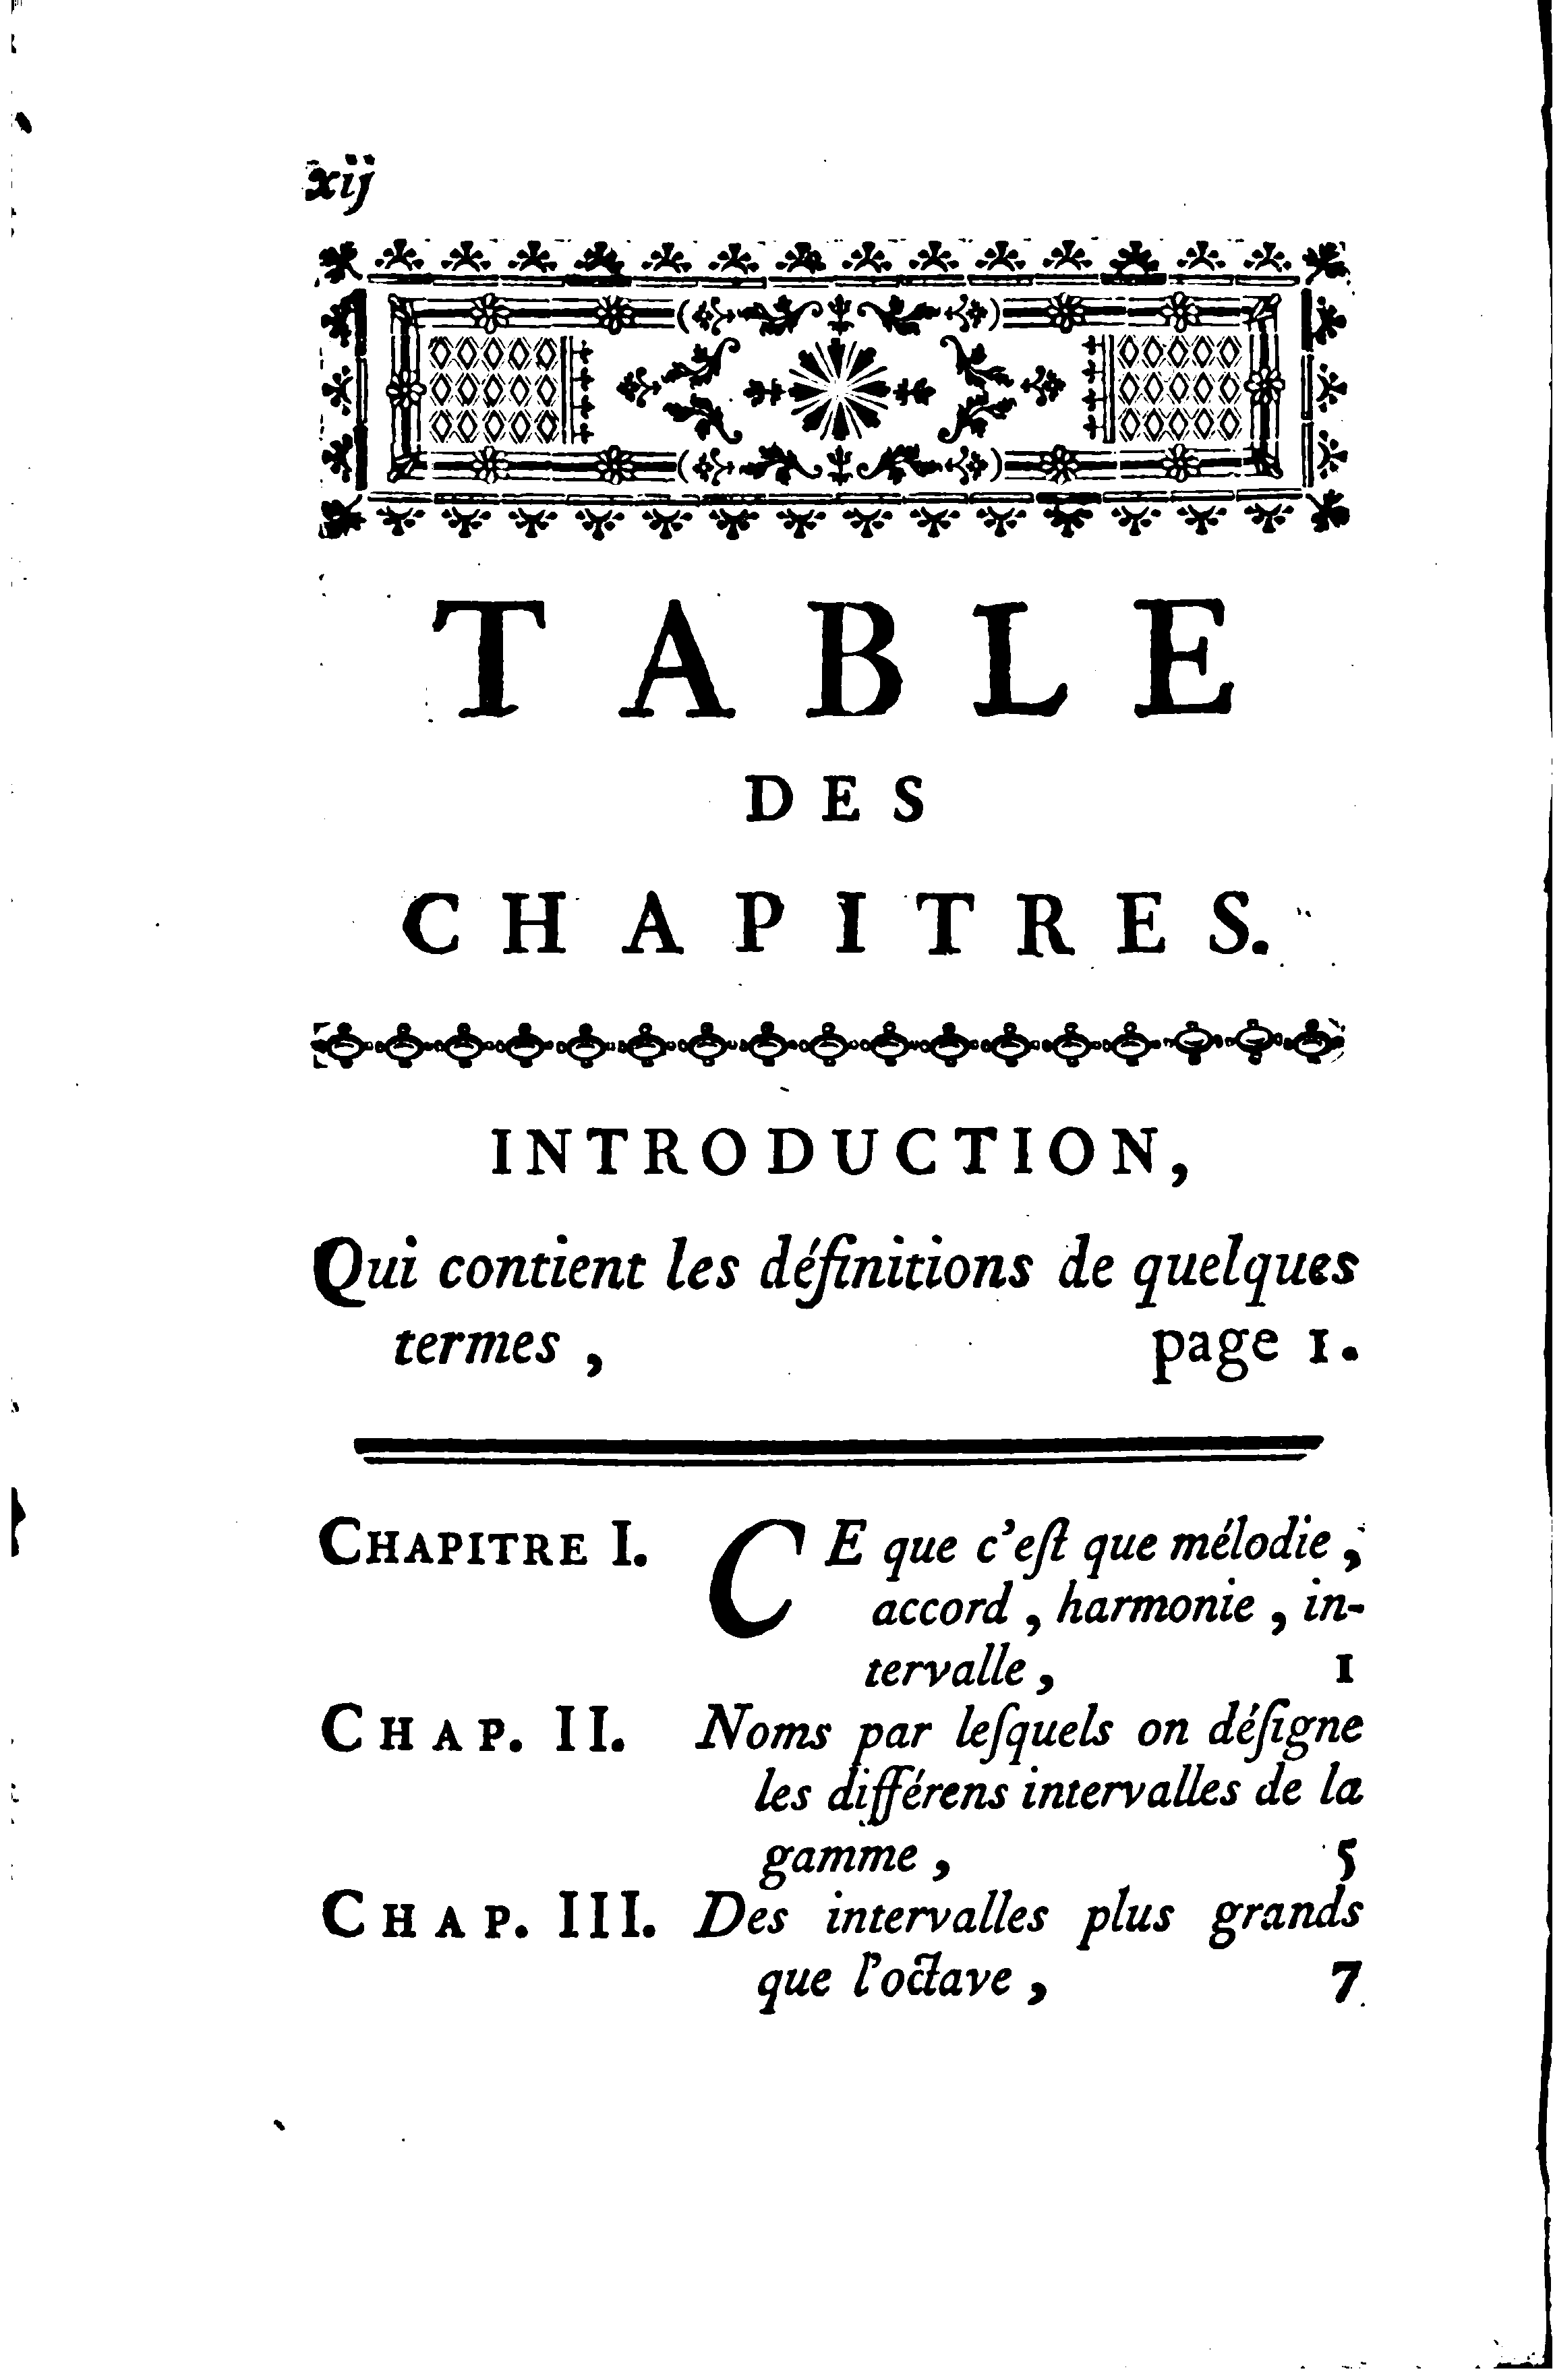 xij
TABLE
DES
CHAPITRES.
INTRODUCTION,
Qui contient les définitions de quelques
termes , page 1.
CHAPITRE I. CE que c'eſt que mélodie ,
accord , harmonie , in-
tervalle , 1
CHAP. II. Noms par leſquels on déſigne
les différens intervalles de la
gamme , 5
CHAP. III. Des intervalles plus grands
que l'octave , 7